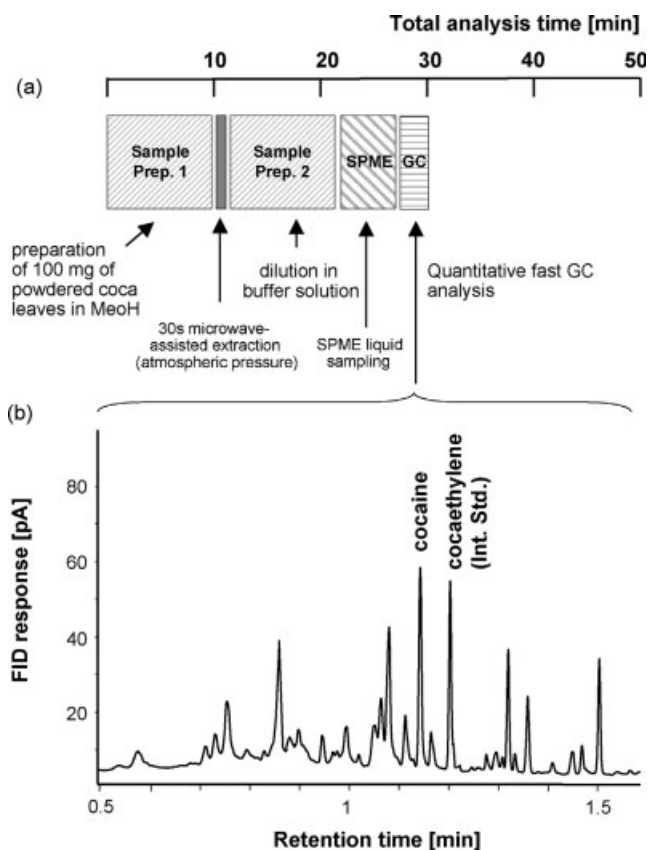 Total analysis time [min]
10 20 30 40 50
(a)
Sample
Prep. 1
Sample
Prep. 2
SPME
GC
preparation
of 100 mg of
powdered coca
leaves in MeoH
30s microwave-
assisted extraction
(atmospheric pressure)
dilution in
buffer solution
SPME liquid
sampling
Quantitative fast GC
analysis
(b)
FID response [pA]
80
60
40
20
cocaine
cocaethylene
(Int. Std.)
0.5 1 1.5
Retention time [min]